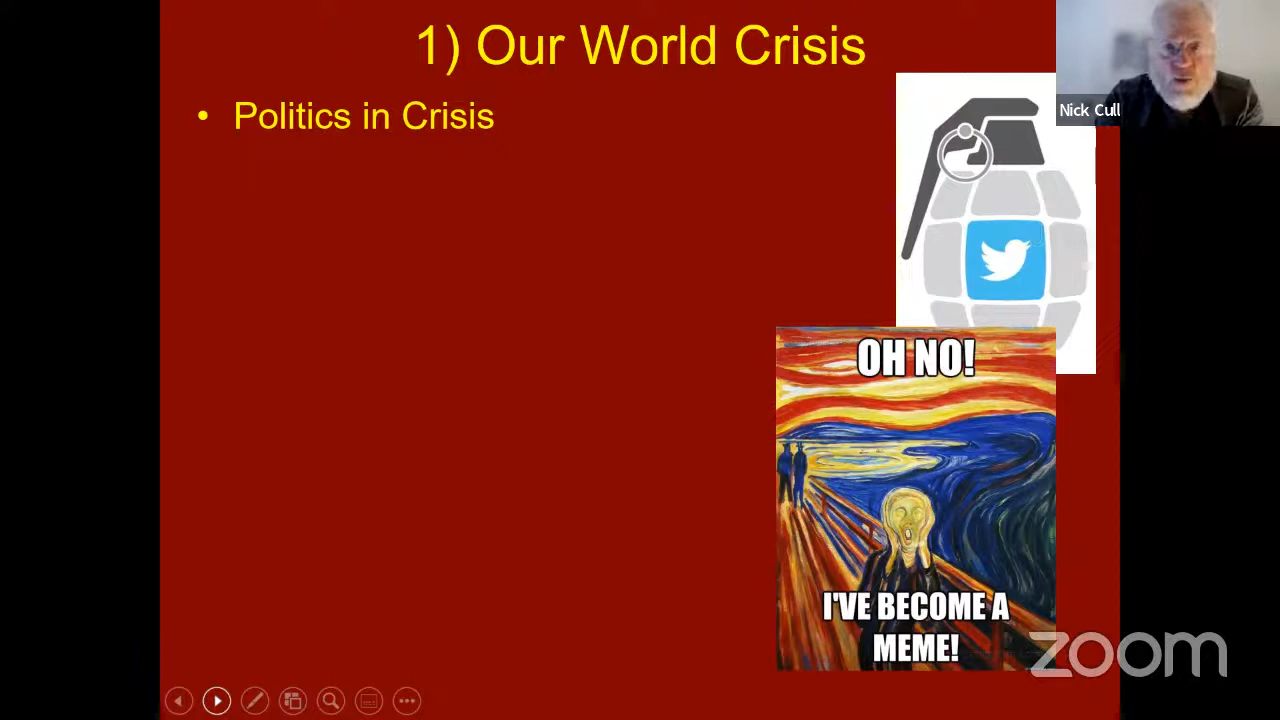 1) Our World Crisis
• Politics in Crisis
Nick Cull
OH NO!
I'VE BECOME A
MEME!
zoom